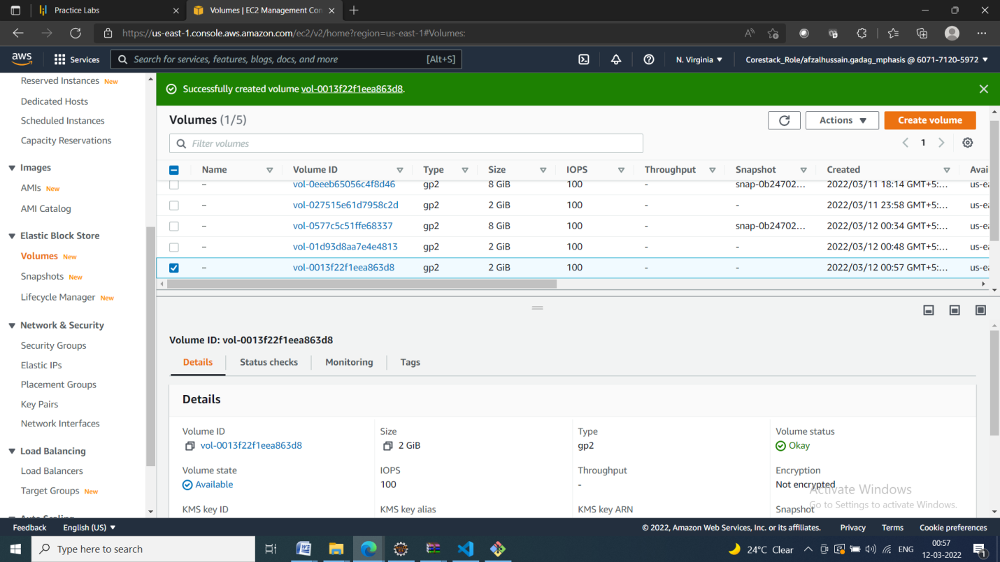 Practice Labs
Volumes | EC2 Management Con
https://us-east-1.console.aws.amazon.com/ec2/v2/home?region=us-east-1#Volumes:
aws
Services
Search for services, features, blogs, docs, and more
[Alt+S]
N. Virginia
Corestack_Role/afzalhussain.gadag_mphasis @ 6071-7120-5972
Reserved Instances New
Dedicated Hosts
Scheduled Instances
Capacity Reservations
Images
AMIs New
AMI Catalog
Elastic Block Store
Volumes New
Snapshots New
Lifecycle Manager New
Network & Security
Security Groups
Elastic IPs
Placement Groups
Key Pairs
Network Interfaces
Load Balancing
Load Balancers
Target Groups New
Auto Scaling
Successfully created volume vol-0013f22f1eea863d8.
Volumes (1/5)
Actions
Create volume
Filter volumes
1
Name Volume ID Type Size IOPS Throughput Snapshot Created Avai
– vol-0eeeb65056c4f8d46 gp2 8 GiB 100 - snap-0b24702... 2022/03/11 18:14 GMT+5:... us-ea
– vol-027515e61d7958c2d gp2 2 GiB 100 - - 2022/03/11 23:58 GMT+5:... us-ea
– vol-0577c5c51ffe68337 gp2 8 GiB 100 - snap-0b24702... 2022/03/12 00:34 GMT+5:... us-ea
– vol-01d93d8aa7e4e4813 gp2 2 GiB 100 - - 2022/03/12 00:48 GMT+5:... us-ea
– vol-0013f22f1eea863d8 gp2 2 GiB 100 - - 2022/03/12 00:57 GMT+5:... us-ea
Volume ID: vol-0013f22f1eea863d8
Details Status checks Monitoring Tags
Details
Volume ID Size Type Volume status
vol-0013f22f1eea863d8 2 GiB gp2 Okay
Volume state IOPS Throughput Encryption
Available 100 - Not encrypted
KMS key ID KMS key alias KMS key ARN Snapshot
Activate Windows
Go to Settings to activate Windows.
Feedback English (US) © 2022, Amazon Web Services, Inc. or its affiliates. Privacy Terms Cookie preferences
Type here to search
24°C Clear
ENG
00:57
12-03-2022
1